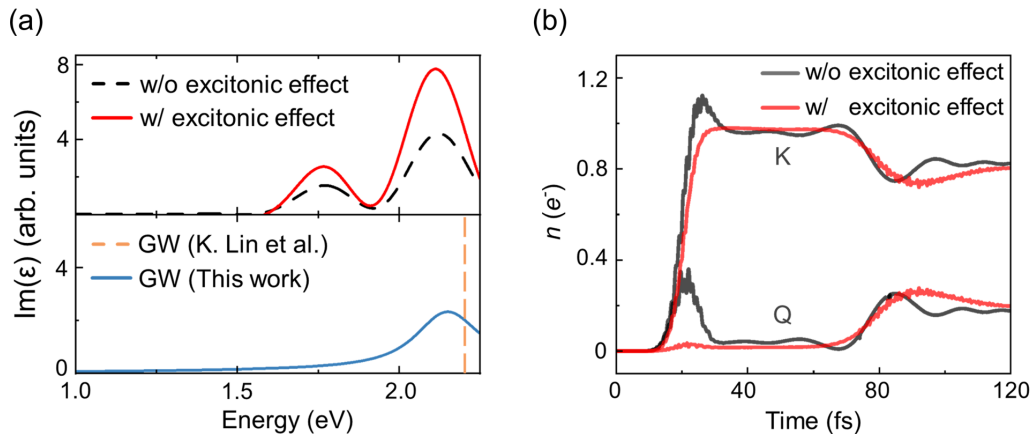 (a)
8
4
w/o excitonic effect
w/ excitonic effect
Im(ε) (arb. units)
GW (K. Lin et al.)
GW (This work)
4
0
1.0
1.5
2.0
Energy (eV)
(b)
1.2
0.8
0.4
0
n (e-)
w/o excitonic effect
w/ excitonic effect
K
Q
0
40
60
80
120
Time (fs)